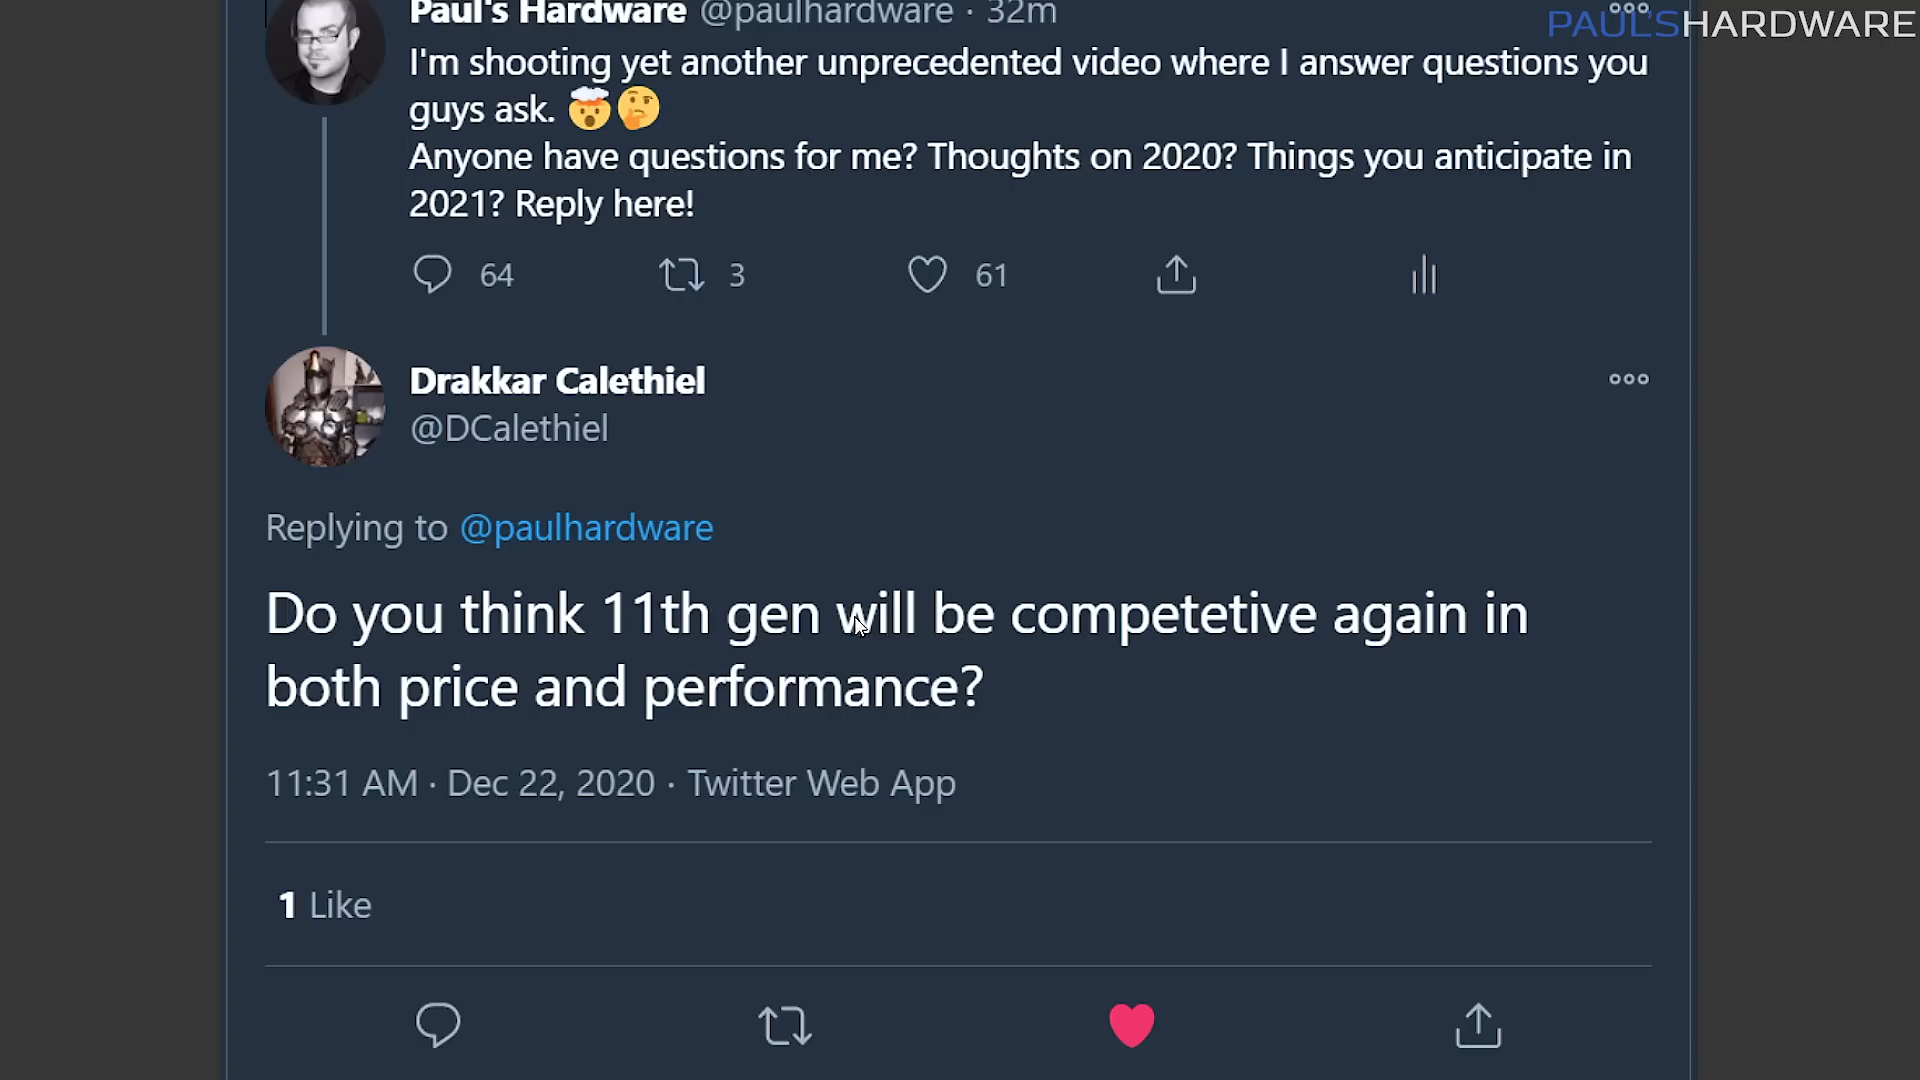 Paul's Hardware @paulhardware · 32m
PAUL'SHARDWARE
I'm shooting yet another unprecedented video where I answer questions you
guys ask. 🤯🤔
Anyone have questions for me? Thoughts on 2020? Things you anticipate in
2021? Reply here!
64 3 61
Drakkar Calethiel
@DCalethiel
Replying to @paulhardware
Do you think 11th gen will be competetive again in
both price and performance?
11:31 AM · Dec 22, 2020 · Twitter Web App
1 Like